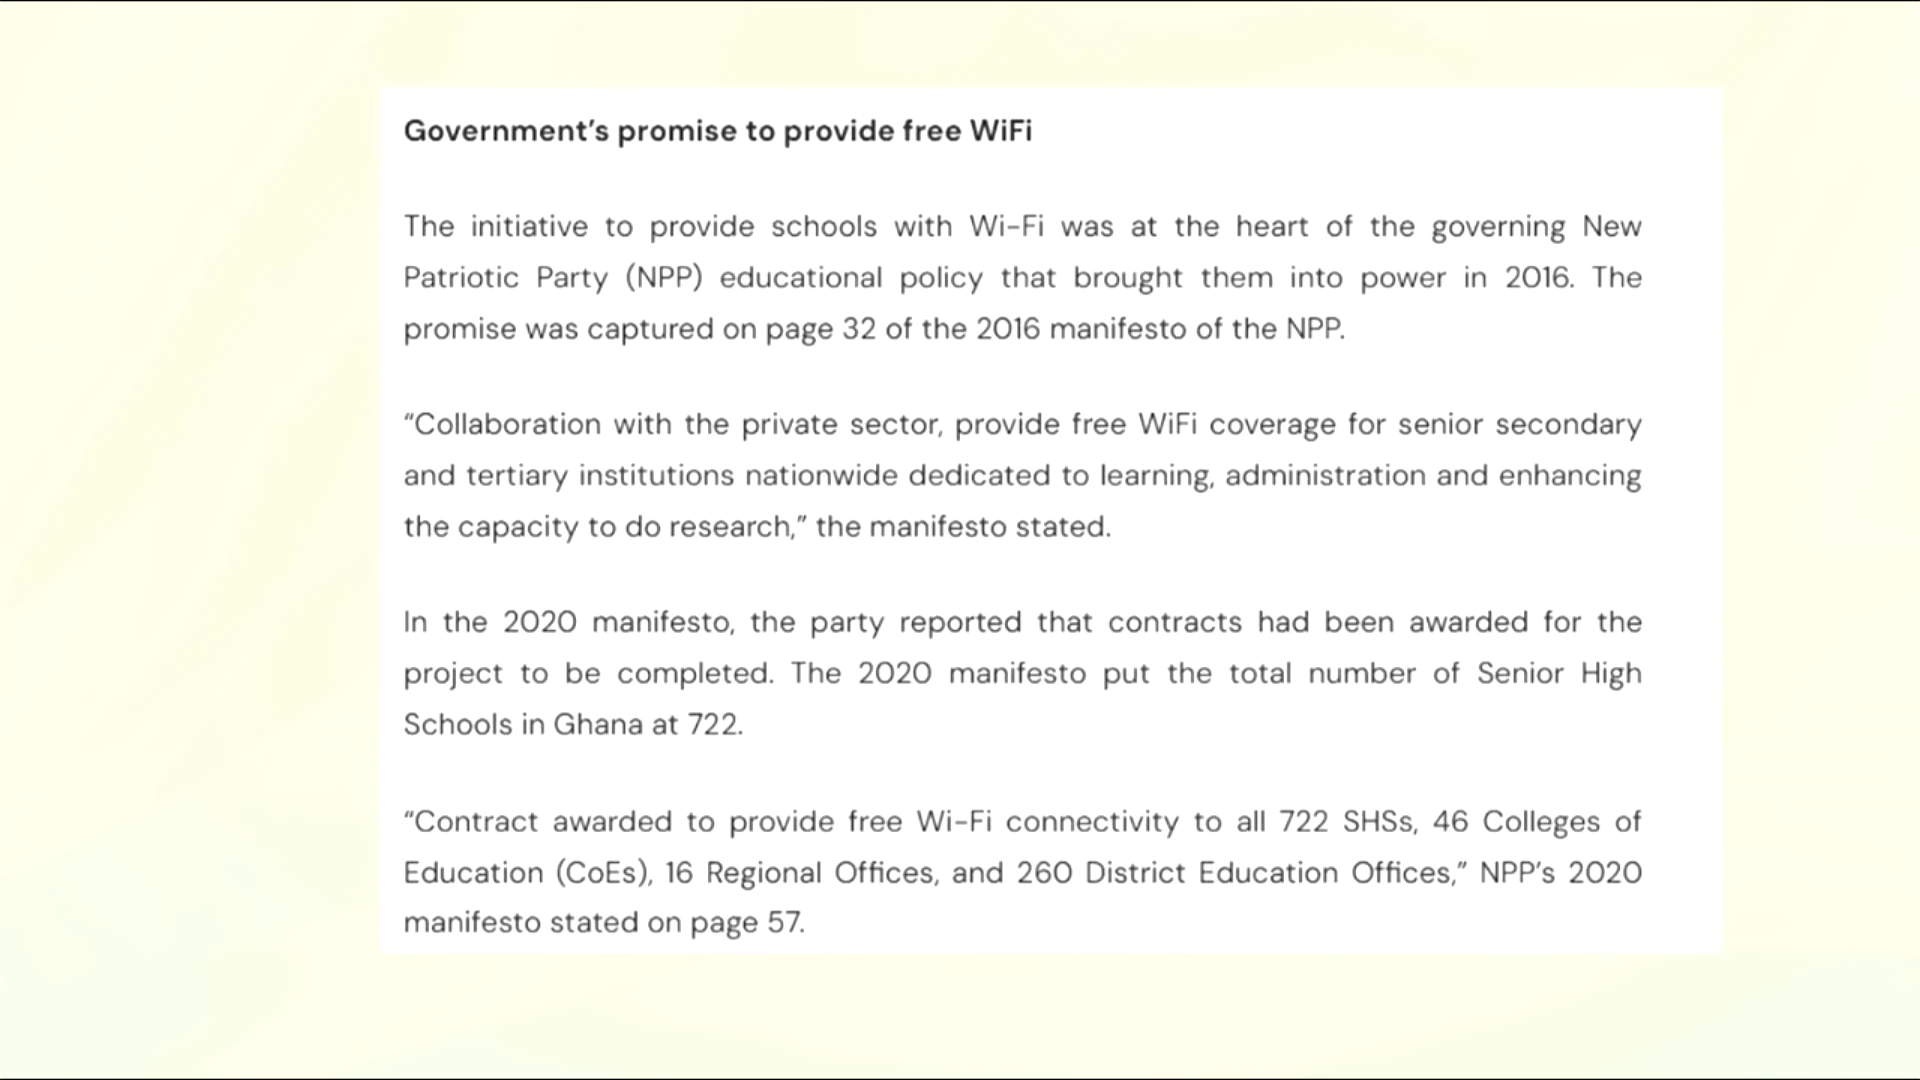 Government’s promise to provide free WiFi
The initiative to provide schools with Wi-Fi was at the heart of the governing New
Patriotic Party (NPP) educational policy that brought them into power in 2016. The
promise was captured on page 32 of the 2016 manifesto of the NPP.
“Collaboration with the private sector, provide free WiFi coverage for senior secondary
and tertiary institutions nationwide dedicated to learning, administration and enhancing
the capacity to do research,” the manifesto stated.
In the 2020 manifesto, the party reported that contracts had been awarded for the
project to be completed. The 2020 manifesto put the total number of Senior High
Schools in Ghana at 722.
“Contract awarded to provide free Wi-Fi connectivity to all 722 SHSs, 46 Colleges of
Education (CoEs), 16 Regional Offices, and 260 District Education Offices,” NPP’s 2020
manifesto stated on page 57.